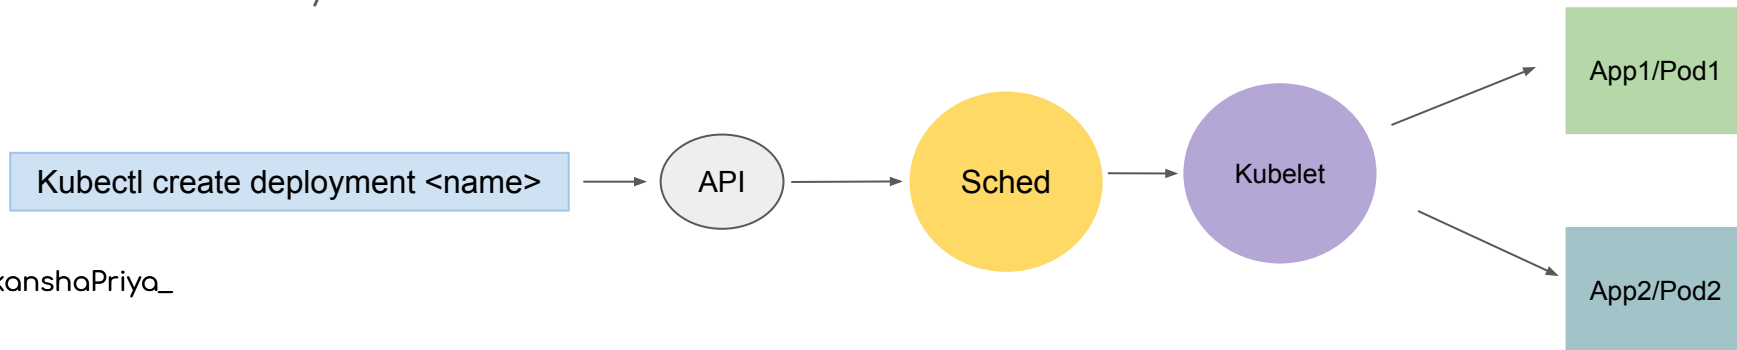 App1/Pod1
Kubectl create deployment <name>
API
Sched
Kubelet
kanshaPriya_
App2/Pod2